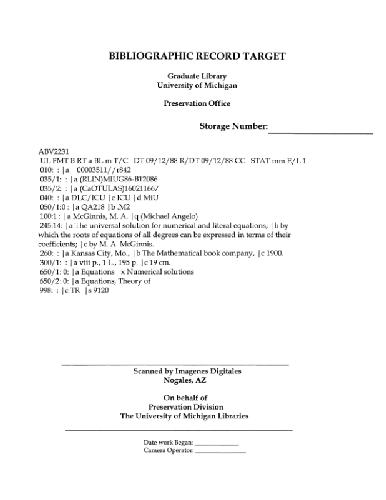 BIBLIOGRAPHIC RECORD TARGET
Graduate Library
University of Michigan
Preservation Office
Storage Number:
ABV2231
UL FMT B RT a BL m T/C DT 09/12/88 R/DT 09/12/88 CC STAT mm E/L 1
010: : |a 00003511//r842
035/1: : |a (RLIN)MIUG86-B12086
035/2: : |a (CaOTULAS)160211667
040: : |a DLC/ICU |c ICU |d MiU
050/1:0 : |a QA218 |b .M2
100:1 : |a McGinnis, M. A. |q (Michael Angelo)
245:14: |a The universal solution for numerical and literal equations, |b by
which the roots of equations of all degrees can be expressed in terms of their
coefficients; |c by M. A. McGinnis.
260: : |a Kansas City, Mo., |b The Mathematical book company, |c 1900.
300/1: : |a viii p., 1 l., 195 p. |c 19 cm.
650/1: 0: |a Equations |x Numerical solutions
650/2: 0: |a Equations, Theory of
998: : |c TR |s 9120
Scanned by Imagenes Digitales
Nogales, AZ
On behalf of
Preservation Division
The University of Michigan Libraries
Date work Began:
Camera Operator: